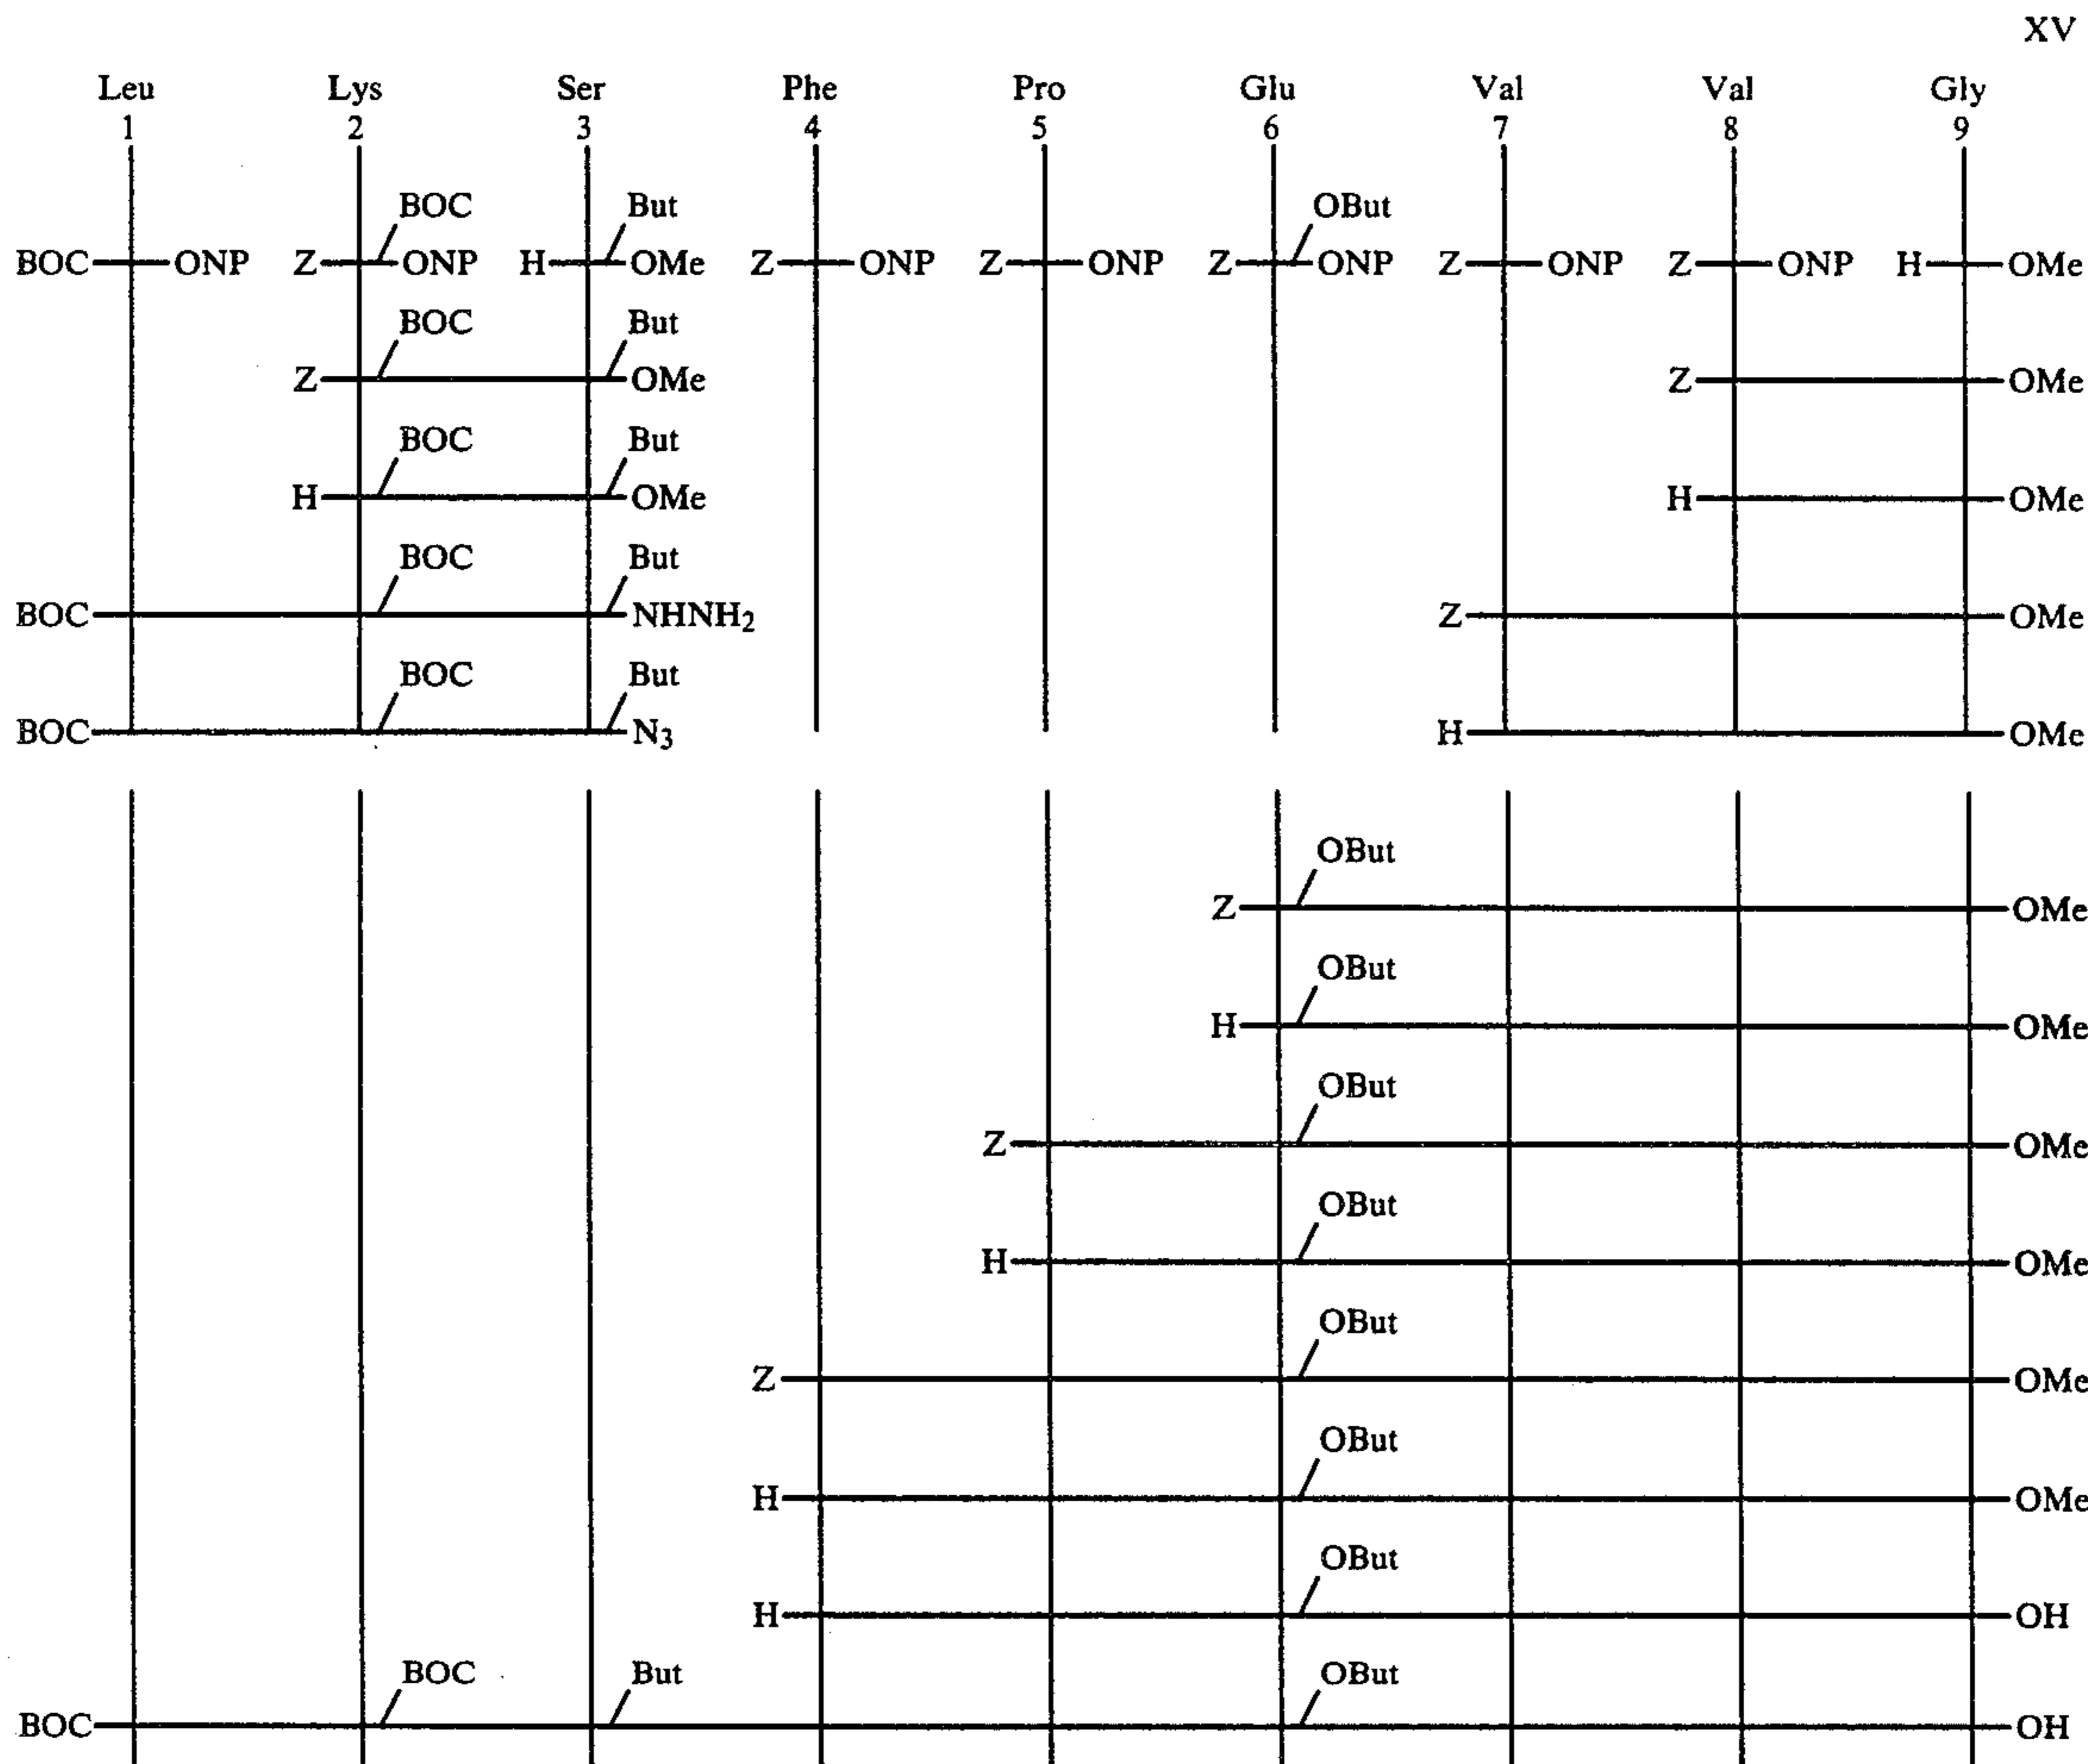 XV
Leu Lys Ser Phe Pro Glu Val Val Gly
1 2 3 4 5 6 7 8 9
BOC But OBut
BOC ONP Z ONP H OMe Z ONP Z ONP Z ONP Z ONP Z ONP H OMe
BOC But
Z OMe Z OMe
BOC But
H OMe H OMe
BOC But
BOC NHNH₂ Z OMe
BOC But
BOC N₃ H OMe
OBut
Z OMe
OBut
H OMe
OBut
Z OMe
OBut
H OMe
OBut
Z OMe
OBut
H OMe
OBut
H OH
BOC But OBut
BOC OH